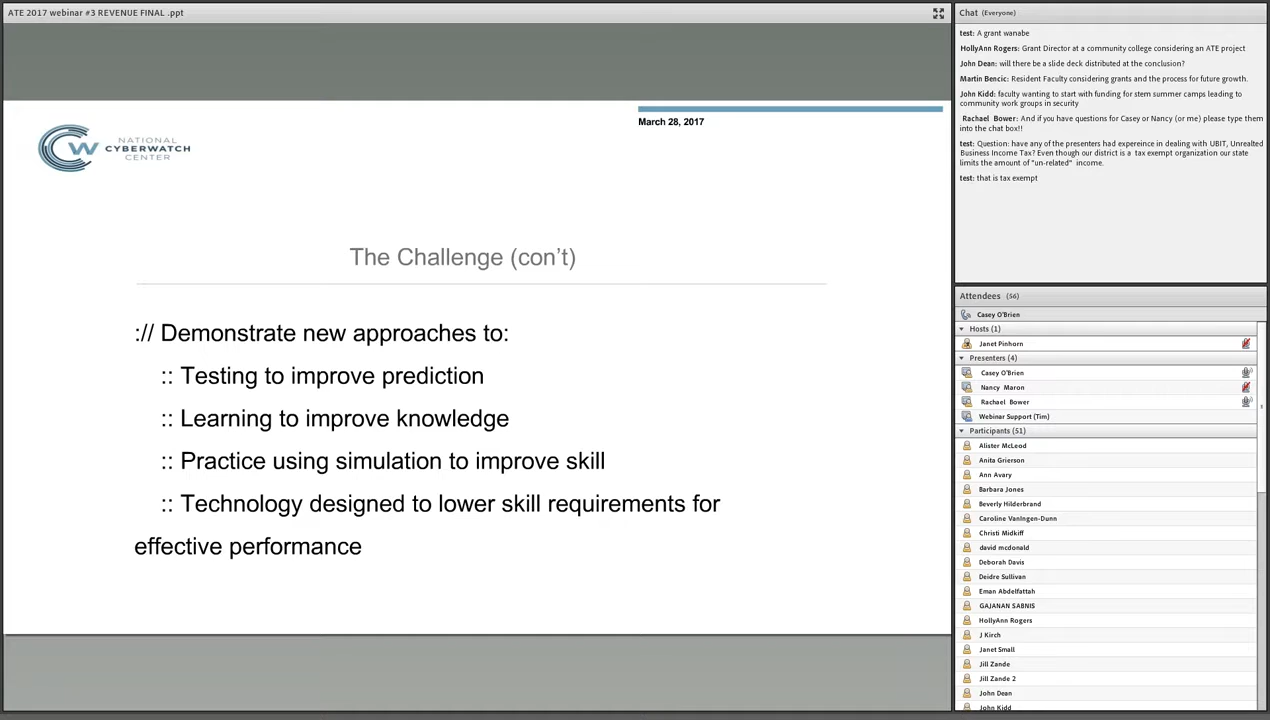 ATE 2017 webinar #3 REVENUE FINAL .ppt
March 28, 2017
NATIONAL
CYBERWATCH
CENTER
The Challenge (con't)
:// Demonstrate new approaches to:
:: Testing to improve prediction
:: Learning to improve knowledge
:: Practice using simulation to improve skill
:: Technology designed to lower skill requirements for
effective performance
Chat (Everyone)
test: A grant wanabe
HollyAnn Rogers: Grant Director at a community college considering an ATE project
John Dean: will there be a slide deck distributed at the conclusion?
Martin Bencic: Resident Faculty considering grants and the process for future growth.
John Kidd: faculty wanting to start with funding for stem summer camps leading to
community work groups in security
Rachael Bower: And if you have questions for Casey or Nancy (or me) please type them
into the chat box!!
test: Question: have any of the presenters had expereince in dealing with UBIT, Unrealted
Business Income Tax? Even though our district is a tax exempt organization our state
limits the amount of "un-related" income.
test: that is tax exempt
Attendees (56)
Casey O'Brien
Hosts (1)
Janet Pinhorn
Presenters (4)
Casey O'Brien
Nancy Maron
Rachael Bower
Webinar Support (Tim)
Participants (51)
Alister McLeod
Anita Grierson
Ann Avary
Barbara Jones
Beverly Hilderbrand
Caroline VanIngen-Dunn
Christi Midkiff
david mcdonald
Deborah Davis
Deidre Sullivan
Eman Abdelfattah
GAJANAN SABNIS
HollyAnn Rogers
J Kirch
Janet Small
Jill Zande
Jill Zande 2
John Dean
John Kidd